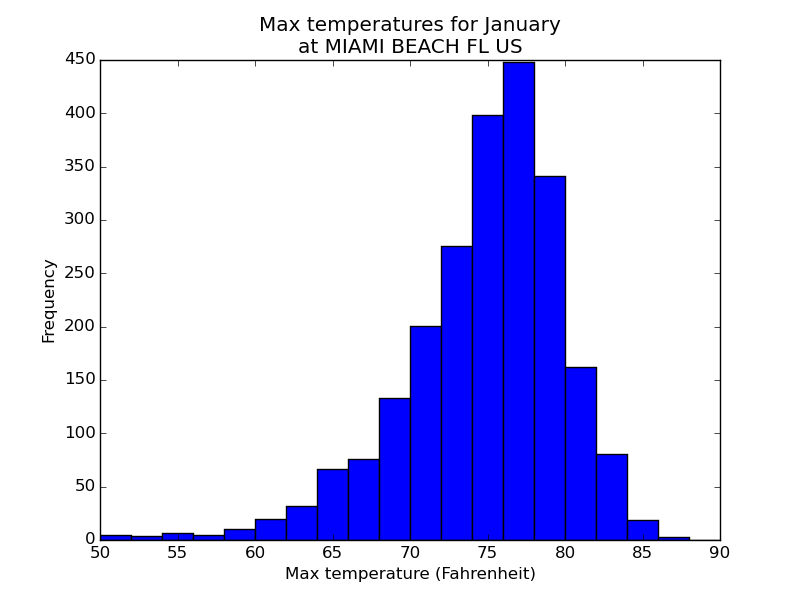 Max temperatures for January
at MIAMI BEACH FL US
450
400
350
300
250
200
150
100
50
0
Frequency
50 55 60 65 70 75 80 85 90
Max temperature (Fahrenheit)